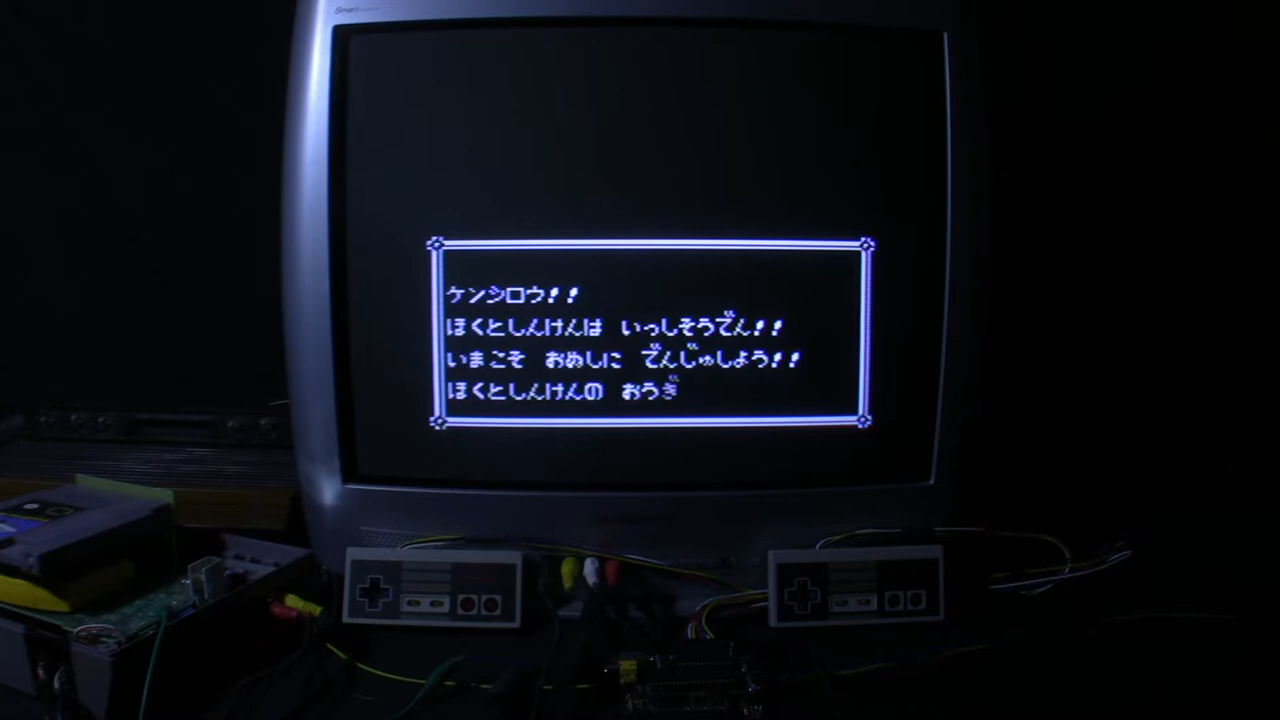 Smart
ケンシロウ!!
ほくとしんけんは いっしそうでん!!
いまこそ おぬしに でんじゅしよう!!
ほくとしんけんの おうぎ